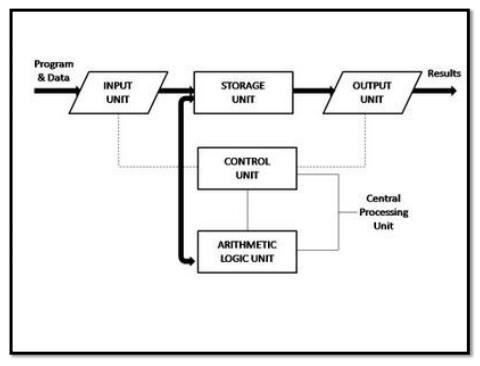 Program
& Data
INPUT
UNIT
STORAGE
UNIT
OUTPUT
UNIT
Results
CONTROL
UNIT
Central
Processing
Unit
ARITHMETIC
LOGIC UNIT